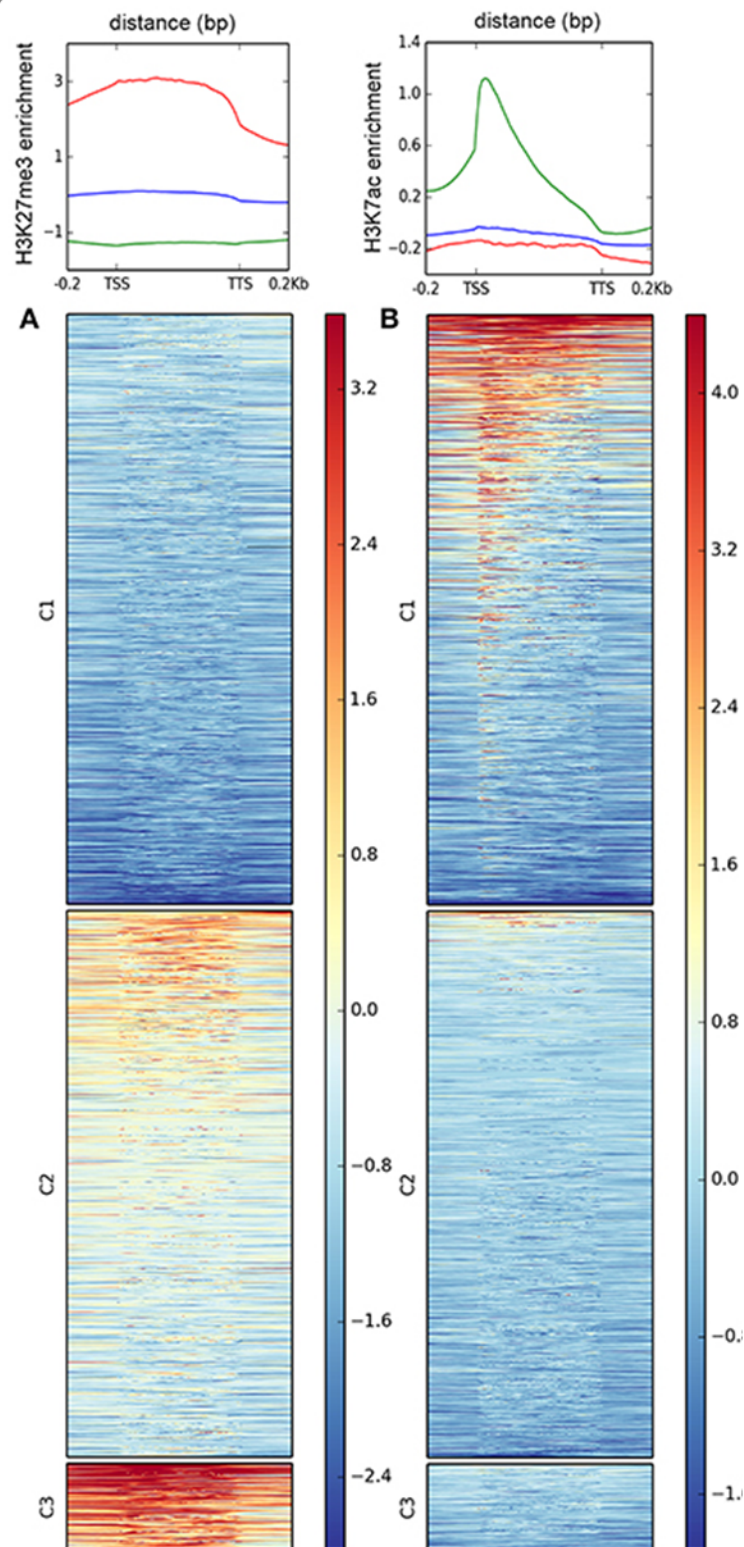 distance (bp)
H3K27me3 enrichment
3
1
−1
-0.2 TSS TTS 0.2Kb
distance (bp)
H3K7ac enrichment
1.4
1.0
0.6
0.2
−0.2
-0.2 TSS TTS 0.2Kb
A
C1
C2
C3
3.2
2.4
1.6
0.8
0.0
−0.8
−1.6
−2.4
B
C1
C2
C3
4.0
3.2
2.4
1.6
0.8
0.0